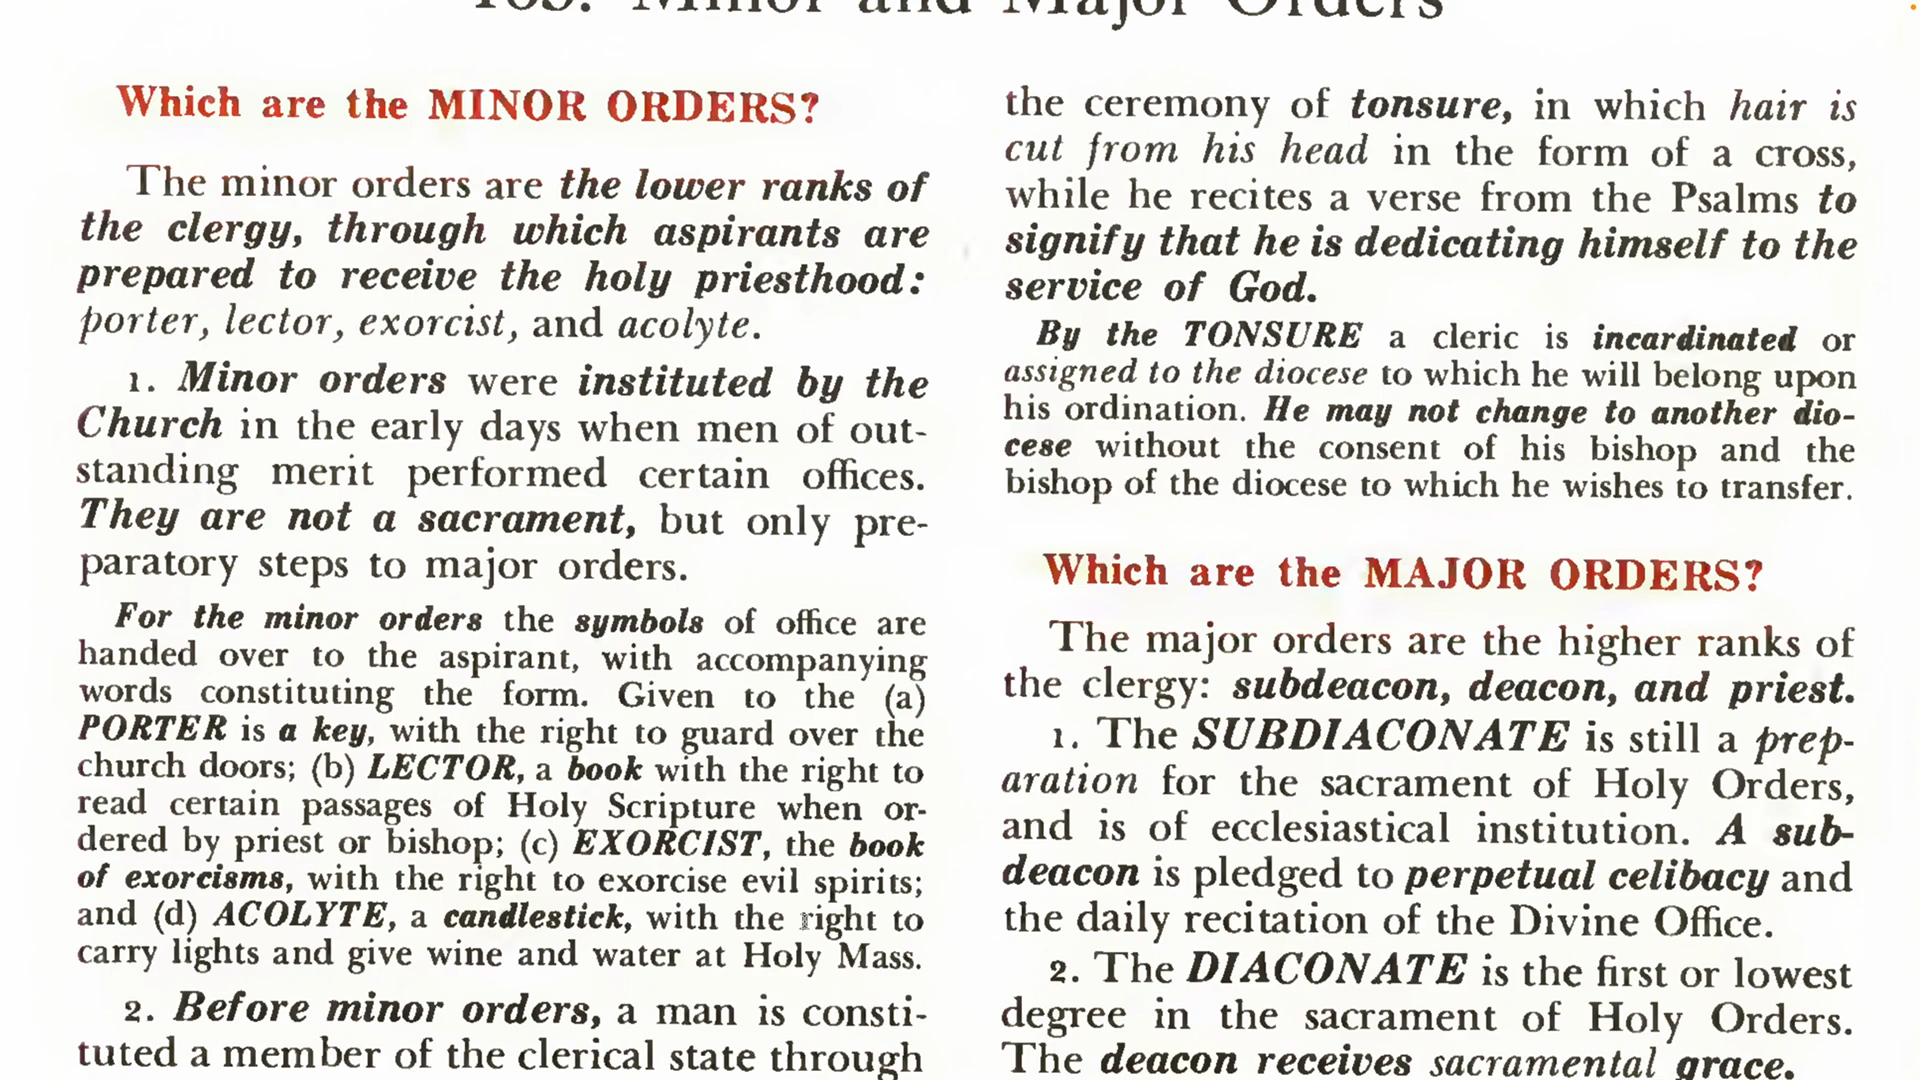 Minor and Major Orders
Which are the MINOR ORDERS?
The minor orders are the lower ranks of
the clergy, through which aspirants are
prepared to receive the holy priesthood:
porter, lector, exorcist, and acolyte.
1. Minor orders were instituted by the
Church in the early days when men of out-
standing merit performed certain offices.
They are not a sacrament, but only pre-
paratory steps to major orders.
For the minor orders the symbols of office are
handed over to the aspirant, with accompanying
words constituting the form. Given to the (a)
PORTER is a key, with the right to guard over the
church doors; (b) LECTOR, a book with the right to
read certain passages of Holy Scripture when or-
dered by priest or bishop; (c) EXORCIST, the book
of exorcisms, with the right to exorcise evil spirits;
and (d) ACOLYTE, a candlestick, with the right to
carry lights and give wine and water at Holy Mass.
2. Before minor orders, a man is consti-
tuted a member of the clerical state through
the ceremony of tonsure, in which hair is
cut from his head in the form of a cross,
while he recites a verse from the Psalms to
signify that he is dedicating himself to the
service of God.
By the TONSURE a cleric is incardinated or
assigned to the diocese to which he will belong upon
his ordination. He may not change to another dio-
cese without the consent of his bishop and the
bishop of the diocese to which he wishes to transfer.
Which are the MAJOR ORDERS?
The major orders are the higher ranks of
the clergy: subdeacon, deacon, and priest.
1. The SUBDIACONATE is still a prep-
aration for the sacrament of Holy Orders,
and is of ecclesiastical institution. A sub-
deacon is pledged to perpetual celibacy and
the daily recitation of the Divine Office.
2. The DIACONATE is the first or lowest
degree in the sacrament of Holy Orders.
The deacon receives sacramental grace.